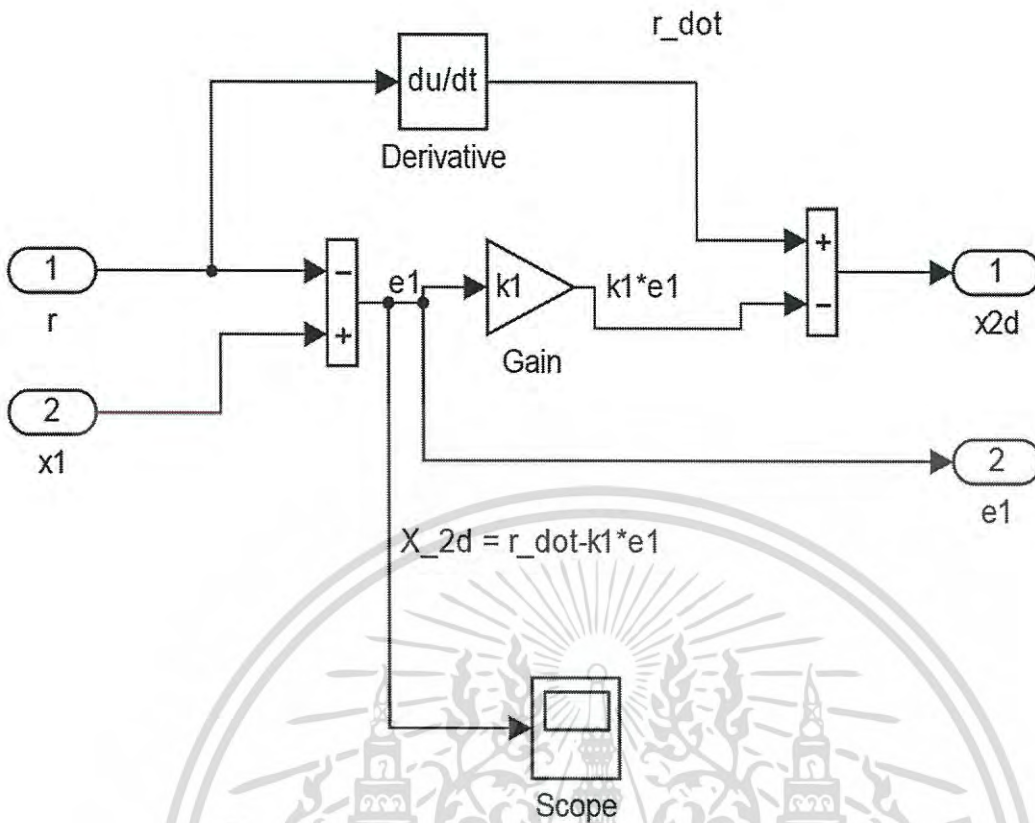 r_dot
du/dt
Derivative
1
r
−
+
e1
k1
k1*e1
Gain
+
−
1
x2d
2
x1
2
e1
X_2d = r_dot-k1*e1
Scope